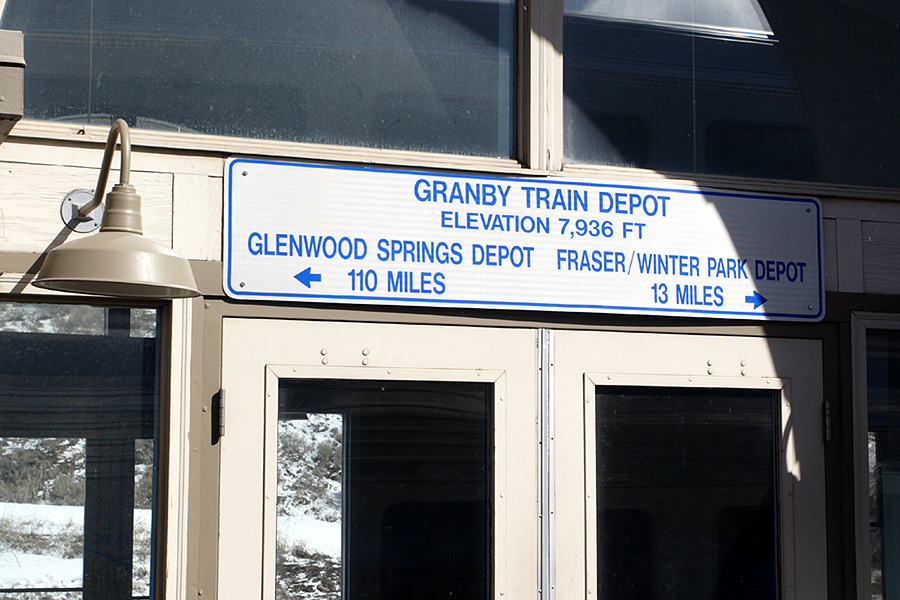 GRANBY TRAIN DEPOT
ELEVATION 7,936 FT
GLENWOOD SPRINGS DEPOT FRASER/WINTER PARK DEPOT
110 MILES 13 MILES